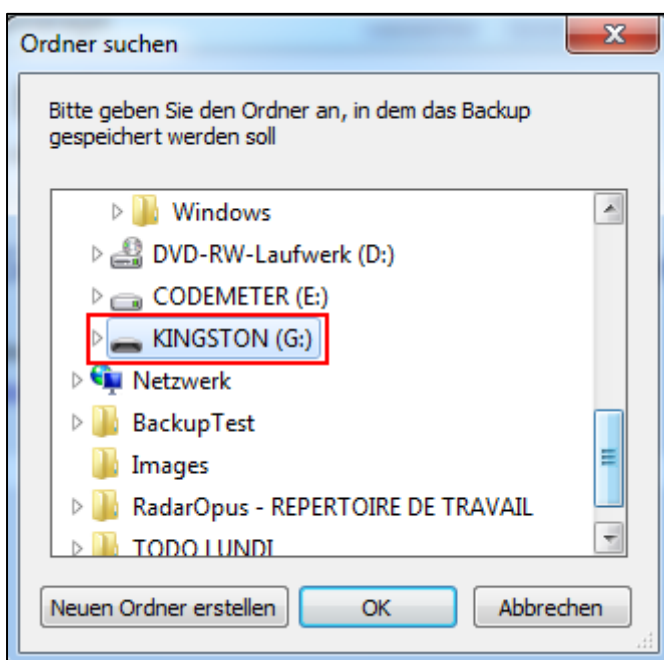 Ordner suchen
Bitte geben Sie den Ordner an, in dem das Backup
gespeichert werden soll
Windows
DVD-RW-Laufwerk (D:)
CODEMETER (E:)
KINGSTON (G:)
Netzwerk
BackupTest
Images
RadarOpus - REPERTOIRE DE TRAVAIL
TODO LUNDI
Neuen Ordner erstellen OK Abbrechen